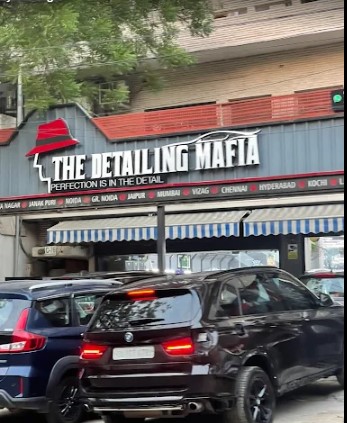 THE DETAILING MAFIA
PERFECTION IS IN THE DETAIL
NAGAR JANAK PURI NOIDA GR. NOIDA JAIPUR MUMBAI VIZAG CHENNAI HYDERABAD KOCHI